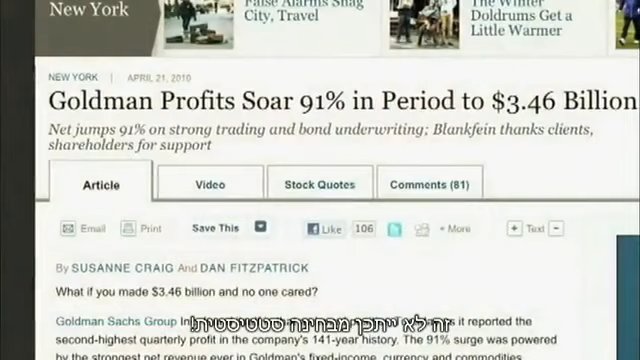 New York
False Alarms Snag
City, Travel
The Winter
Doldrums Get a
Little Warmer
NEW YORK | APRIL 21, 2010
Goldman Profits Soar 91% in Period to $3.46 Billion
Net jumps 91% on strong trading and bond underwriting; Blankfein thanks clients,
shareholders for support
Article Video Stock Quotes Comments (81)
Email Print Save This Like 106 + More + Text −
By SUSANNE CRAIG And DAN FITZPATRICK
What if you made $3.46 billion and no one cared?
זה לא ייתכן מבחינה סטטיסטית!
Goldman Sachs Group In it reported the
second-highest quarterly profit in the company's 141-year history. The 91% surge was powered
by the strongest net revenue ever in Goldman's fixed-income, currency and commodities